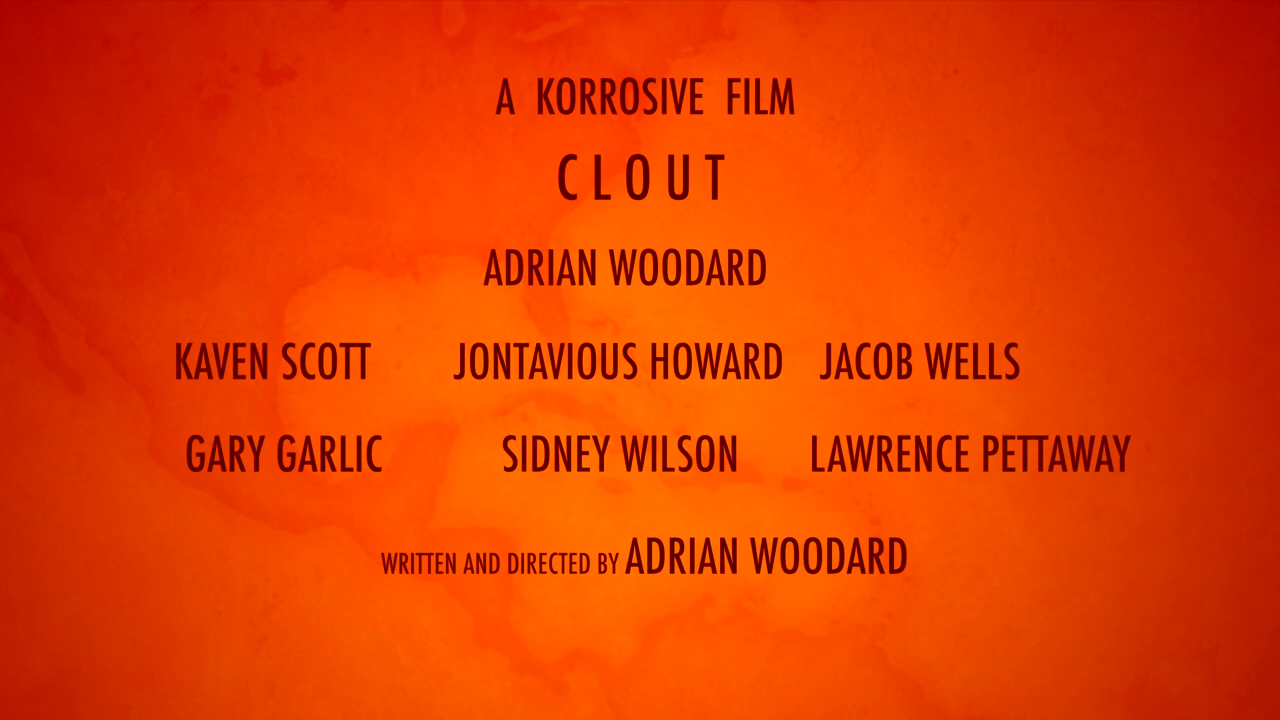 A KORROSIVE FILM
CLOUT
ADRIAN WOODARD
KAVEN SCOTT JONTAVIOUS HOWARD JACOB WELLS
GARY GARLIC SIDNEY WILSON LAWRENCE PETTAWAY
WRITTEN AND DIRECTED BY ADRIAN WOODARD